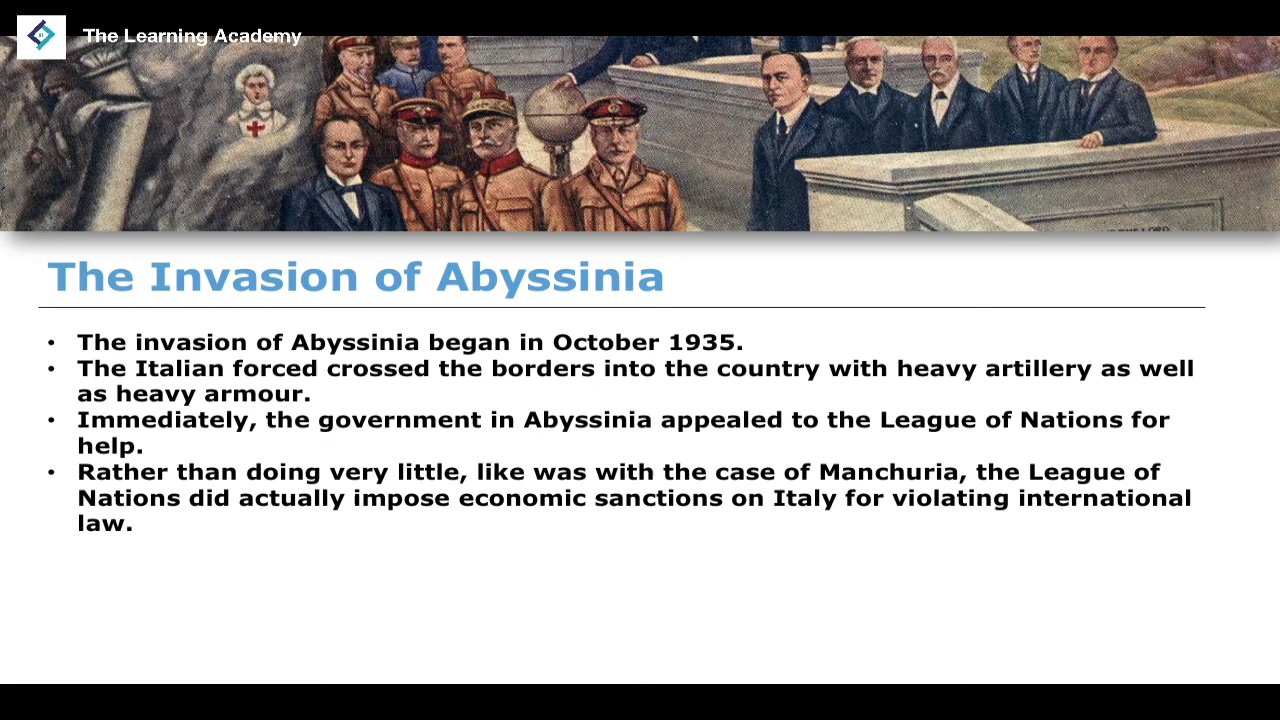 The Learning Academy
The Invasion of Abyssinia
• The invasion of Abyssinia began in October 1935.
• The Italian forced crossed the borders into the country with heavy artillery as well
as heavy armour.
• Immediately, the government in Abyssinia appealed to the League of Nations for
help.
• Rather than doing very little, like was with the case of Manchuria, the League of
Nations did actually impose economic sanctions on Italy for violating international
law.